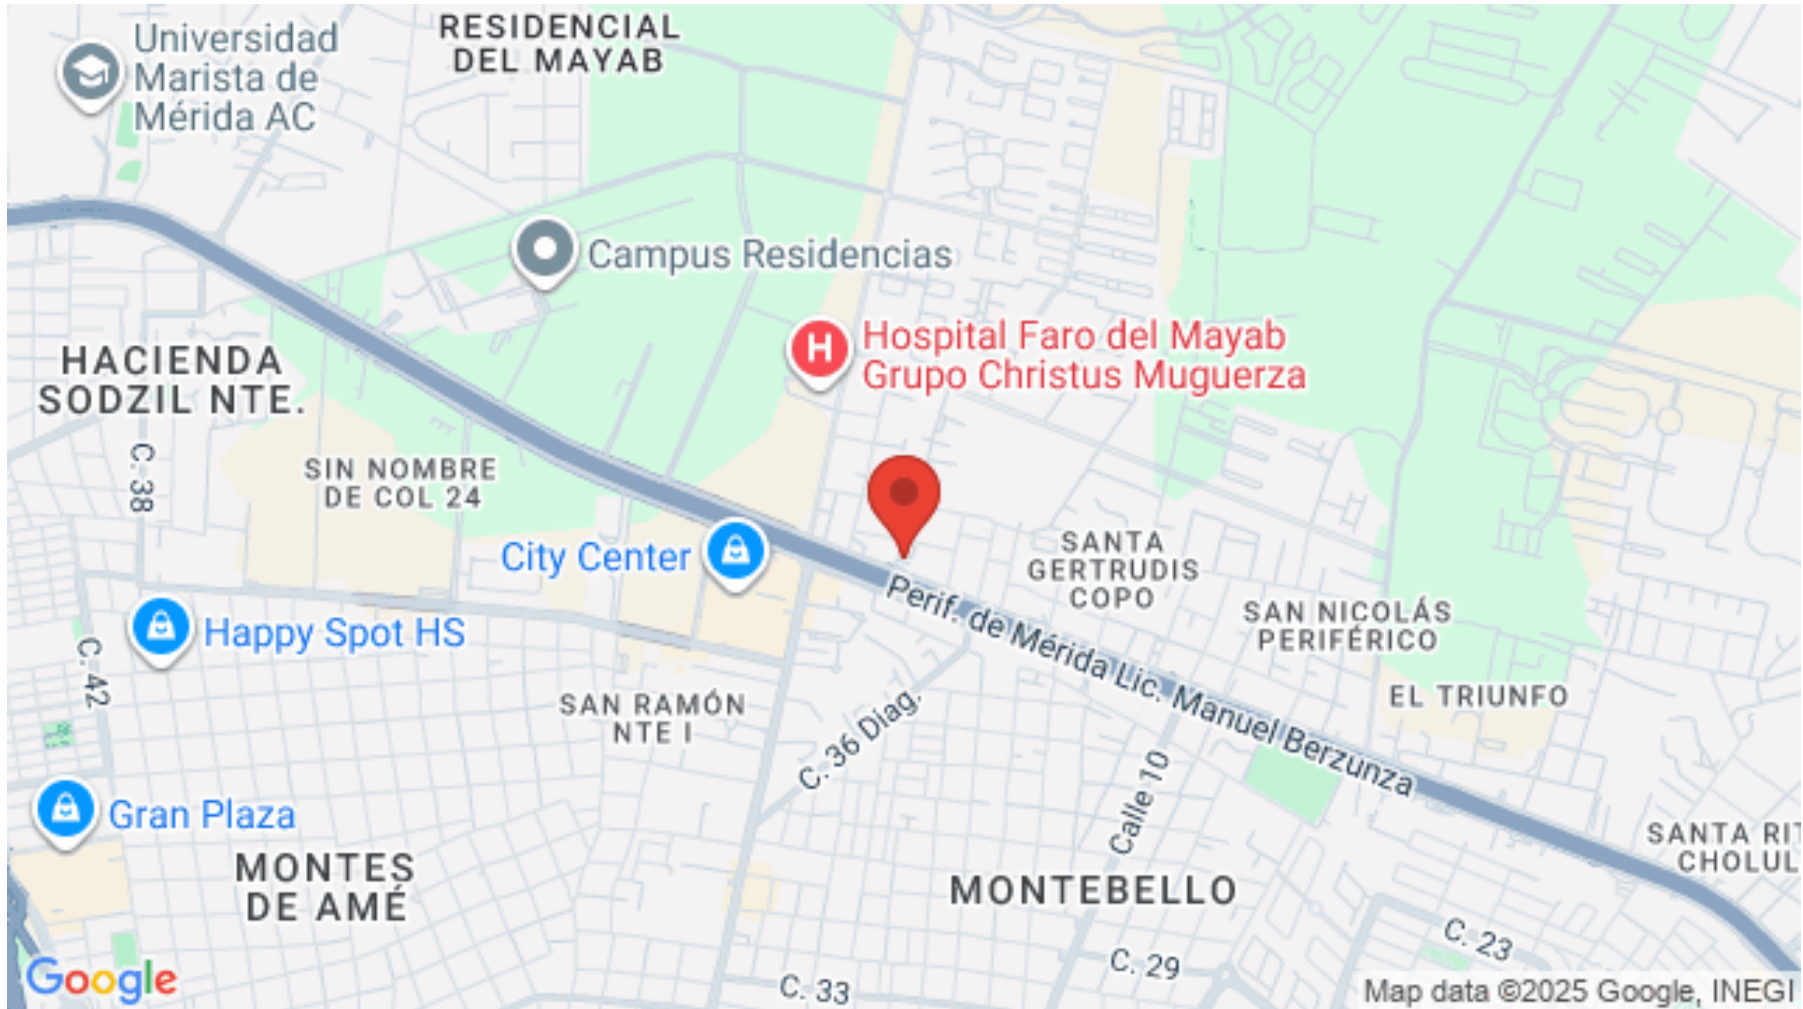 Universidad
Marista de
Mérida AC
RESIDENCIAL
DEL MAYAB
Campus Residencias
Hospital Faro del Mayab
Grupo Christus Muguerza
HACIENDA
SODZIL NTE.
C. 38
SIN NOMBRE
DE COL 24
City Center
SANTA
GERTRUDIS
COPO
Perif. de Mérida Lic. Manuel Berzunza
SAN NICOLÁS
PERIFÉRICO
Happy Spot HS
C. 42
SAN RAMÓN
NTE I
EL TRIUNFO
C. 36 Diag.
Calle 10
Gran Plaza
SANTA RIT
CHOLUL
MONTES
DE AMÉ
MONTEBELLO
C. 23
C. 29
C. 33
Google
Map data ©2025 Google, INEGI